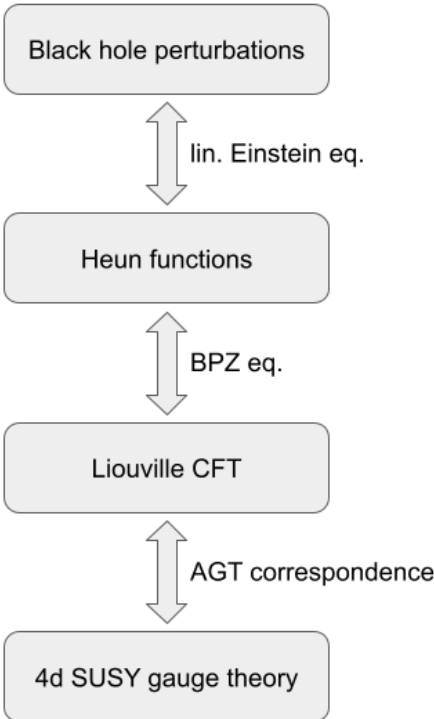 Black hole perturbations
lin. Einstein eq.
Heun functions
BPZ eq.
Liouville CFT
AGT correspondence
4d SUSY gauge theory